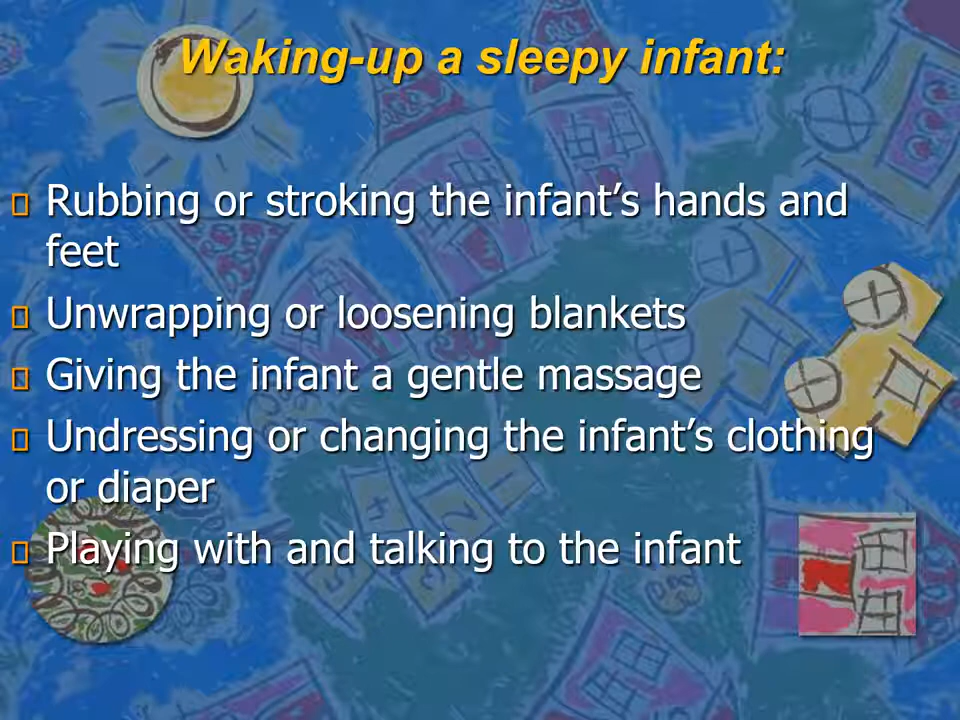 Waking-up a sleepy infant:
Rubbing or stroking the infant’s hands and
feet
Unwrapping or loosening blankets
Giving the infant a gentle massage
Undressing or changing the infant’s clothing
or diaper
Playing with and talking to the infant